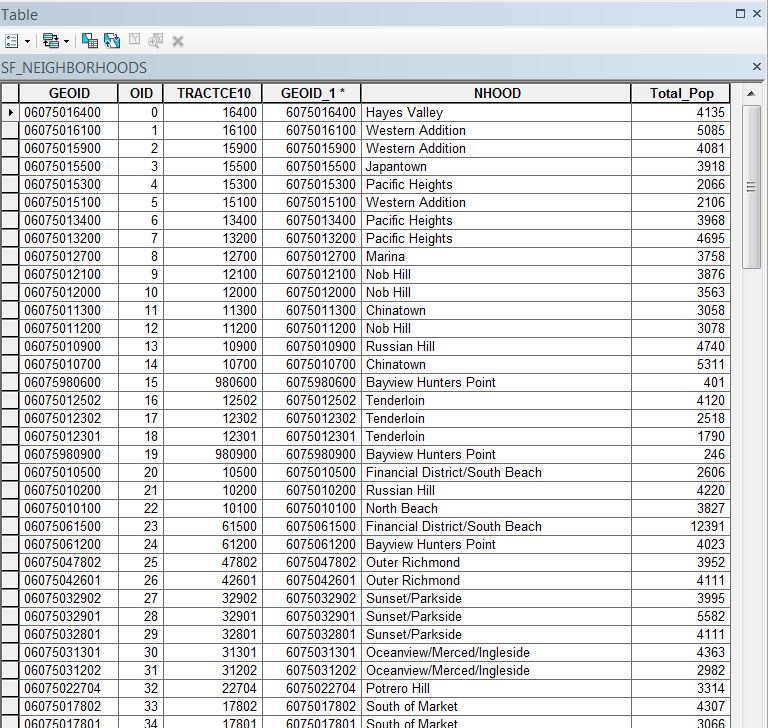 Table
SF_NEIGHBORHOODS
GEOID OID TRACTCE10 GEOID_1 * NHOOD Total_Pop
06075016400 0 16400 6075016400 Hayes Valley 4135
06075016100 1 16100 6075016100 Western Addition 5085
06075015900 2 15900 6075015900 Western Addition 4081
06075015500 3 15500 6075015500 Japantown 3918
06075015300 4 15300 6075015300 Pacific Heights 2066
06075015100 5 15100 6075015100 Western Addition 2106
06075013400 6 13400 6075013400 Pacific Heights 3968
06075013200 7 13200 6075013200 Pacific Heights 4695
06075012700 8 12700 6075012700 Marina 3758
06075012100 9 12100 6075012100 Nob Hill 3876
06075012000 10 12000 6075012000 Nob Hill 3563
06075011300 11 11300 6075011300 Chinatown 3058
06075011200 12 11200 6075011200 Nob Hill 3078
06075010900 13 10900 6075010900 Russian Hill 4740
06075010700 14 10700 6075010700 Chinatown 5311
06075980600 15 980600 6075980600 Bayview Hunters Point 401
06075012502 16 12502 6075012502 Tenderloin 4120
06075012302 17 12302 6075012302 Tenderloin 2518
06075012301 18 12301 6075012301 Tenderloin 1790
06075980900 19 980900 6075980900 Bayview Hunters Point 246
06075010500 20 10500 6075010500 Financial District/South Beach 2606
06075010200 21 10200 6075010200 Russian Hill 4220
06075010100 22 10100 6075010100 North Beach 3827
06075061500 23 61500 6075061500 Financial District/South Beach 12391
06075061200 24 61200 6075061200 Bayview Hunters Point 4023
06075047802 25 47802 6075047802 Outer Richmond 3952
06075042601 26 42601 6075042601 Outer Richmond 4111
06075032902 27 32902 6075032902 Sunset/Parkside 3995
06075032901 28 32901 6075032901 Sunset/Parkside 5582
06075032801 29 32801 6075032801 Sunset/Parkside 4111
06075031301 30 31301 6075031301 Oceanview/Merced/Ingleside 4363
06075031202 31 31202 6075031202 Oceanview/Merced/Ingleside 2982
06075022704 32 22704 6075022704 Potrero Hill 3314
06075017802 33 17802 6075017802 South of Market 4307
06075017801 34 17801 6075017801 South of Market 3066